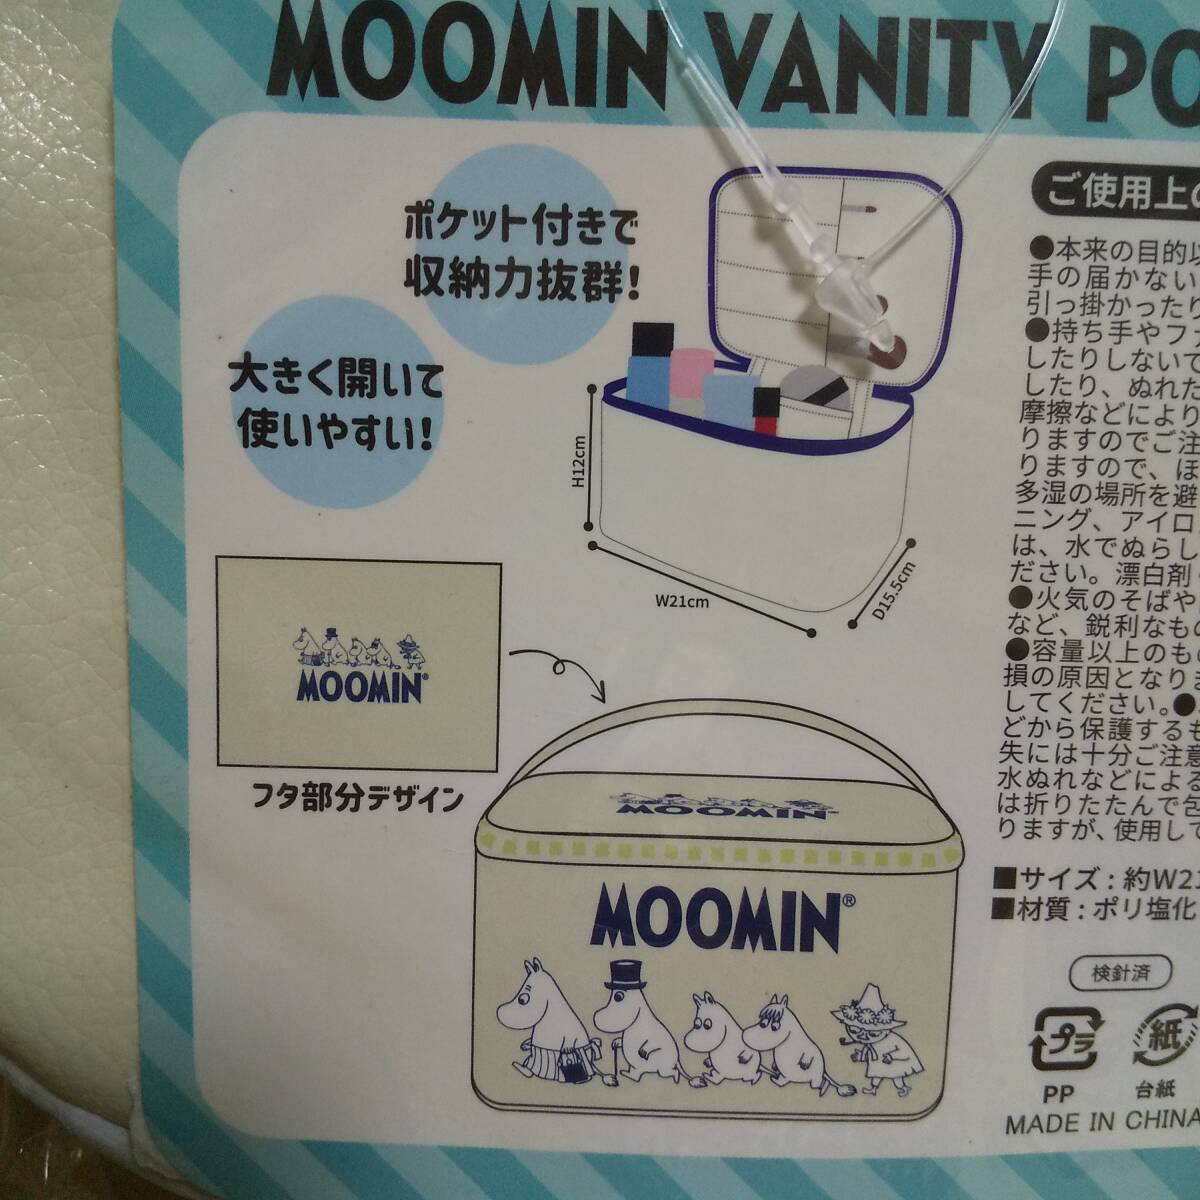 MOOMIN VANITY PO
ポケット付きで
収納力抜群!
大きく開いて
使いやすい!
H12cm
W21cm
D15.5cm
MOOMIN®
フタ部分デザイン
MOOMIN
MOOMIN®
ご使用上の
●本来の目的以
手の届かない
引っ掛かったり
●持ち手やファ
したりしないで
したり、ぬれた
摩擦などにより
りますのでご注
りますので、ほ
多湿の場所を避
ニング、アイロ
は、水でぬらし
ださい。漂白剤
●火気のそばや
など、鋭利なもの
●容量以上のもの
損の原因となりま
してください。●
どから保護するも
失には十分ご注意
水ぬれなどによる
は折りたたんで包
りますが、使用して
■サイズ:約W21
■材質:ポリ塩化
検針済
プラ
PP
紙
台紙
MADE IN CHINA